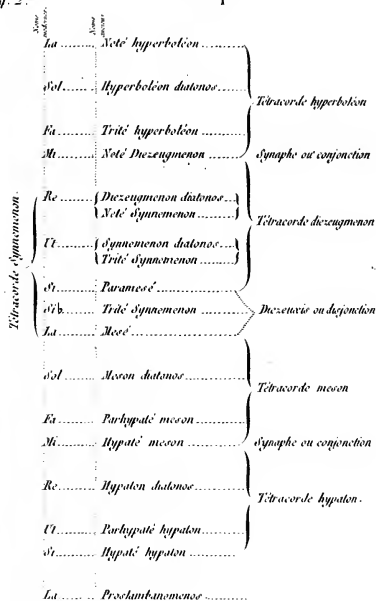 Noms modernes.
Noms anciens.
La Noté hyperboléon
Sol Hyperboléon diatonos
Tétracorde hyperboléon
Fa Trité hyperboléon
Mi Noté Diezeugmenon
Synaphe ou conjonction
Re Diezeugmenon diatonos
Noté Synnemenon
Tétracorde diezeugmenon
Ut Synnemenon diatonos
Trité Synnemenon
Tétracorde Synnemenon.
Si Paramesé
Si b Trité Synnemenon
Diezeuxis ou disjonction
La Mesé
Sol Meson diatonos
Tétracorde meson
Fa Parhypaté meson
Mi Hypaté meson
Synaphe ou conjonction
Re Hypaton diatonos
Tétracorde hypaton.
Ut Parhypaté hypaton
Si Hypaté hypaton
La Proslambanomenos